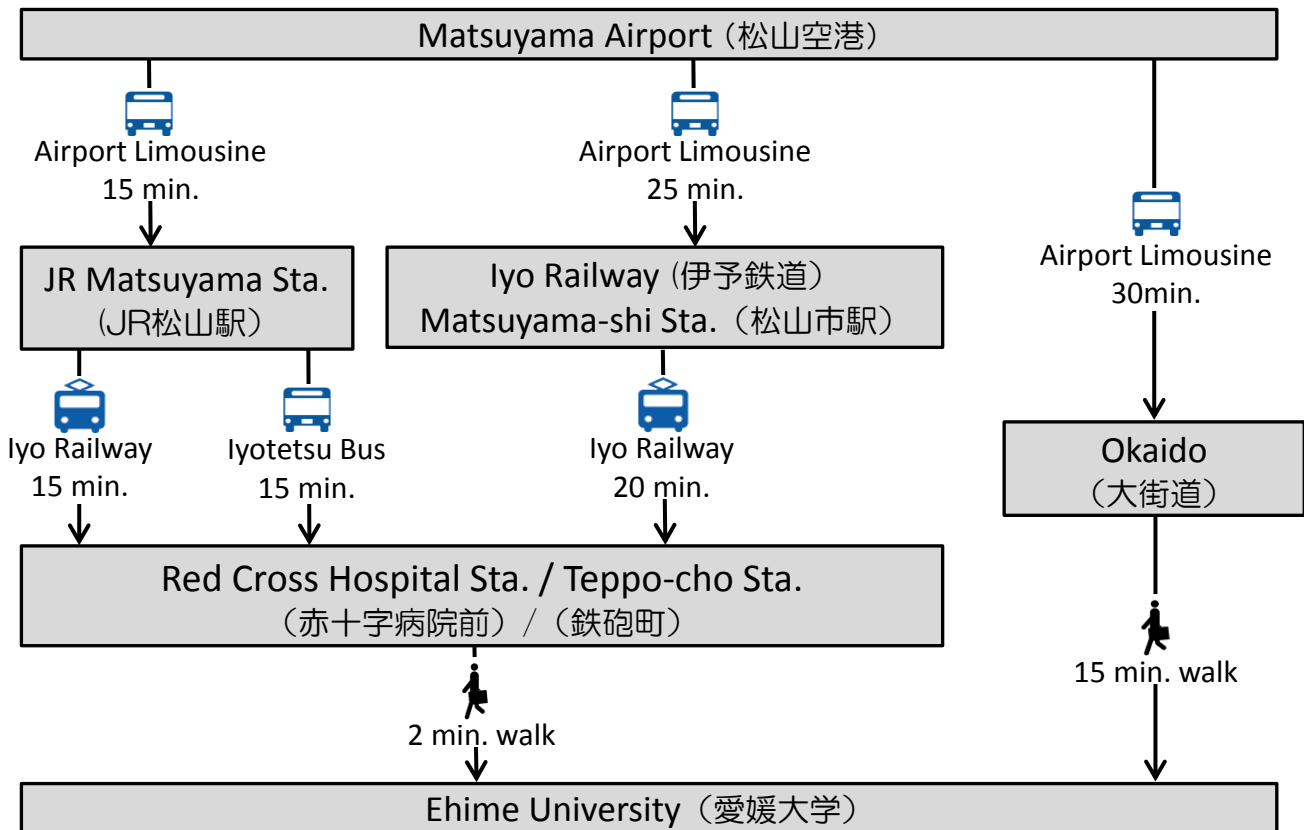 Matsuyama Airport（松山空港）
Airport Limousine
15 min.
Airport Limousine
25 min.
Airport Limousine
30min.
JR Matsuyama Sta.
(JR松山駅）
Iyo Railway (伊予鉄道）
Matsuyama-shi Sta.（松山市駅）
Iyo Railway
15 min.
Iyotetsu Bus
15 min.
Iyo Railway
20 min.
Okaido
（大街道）
Red Cross Hospital Sta. / Teppo-cho Sta.
（赤十字病院前）/（鉄砲町）
2 min. walk
15 min. walk
Ehime University（愛媛大学）